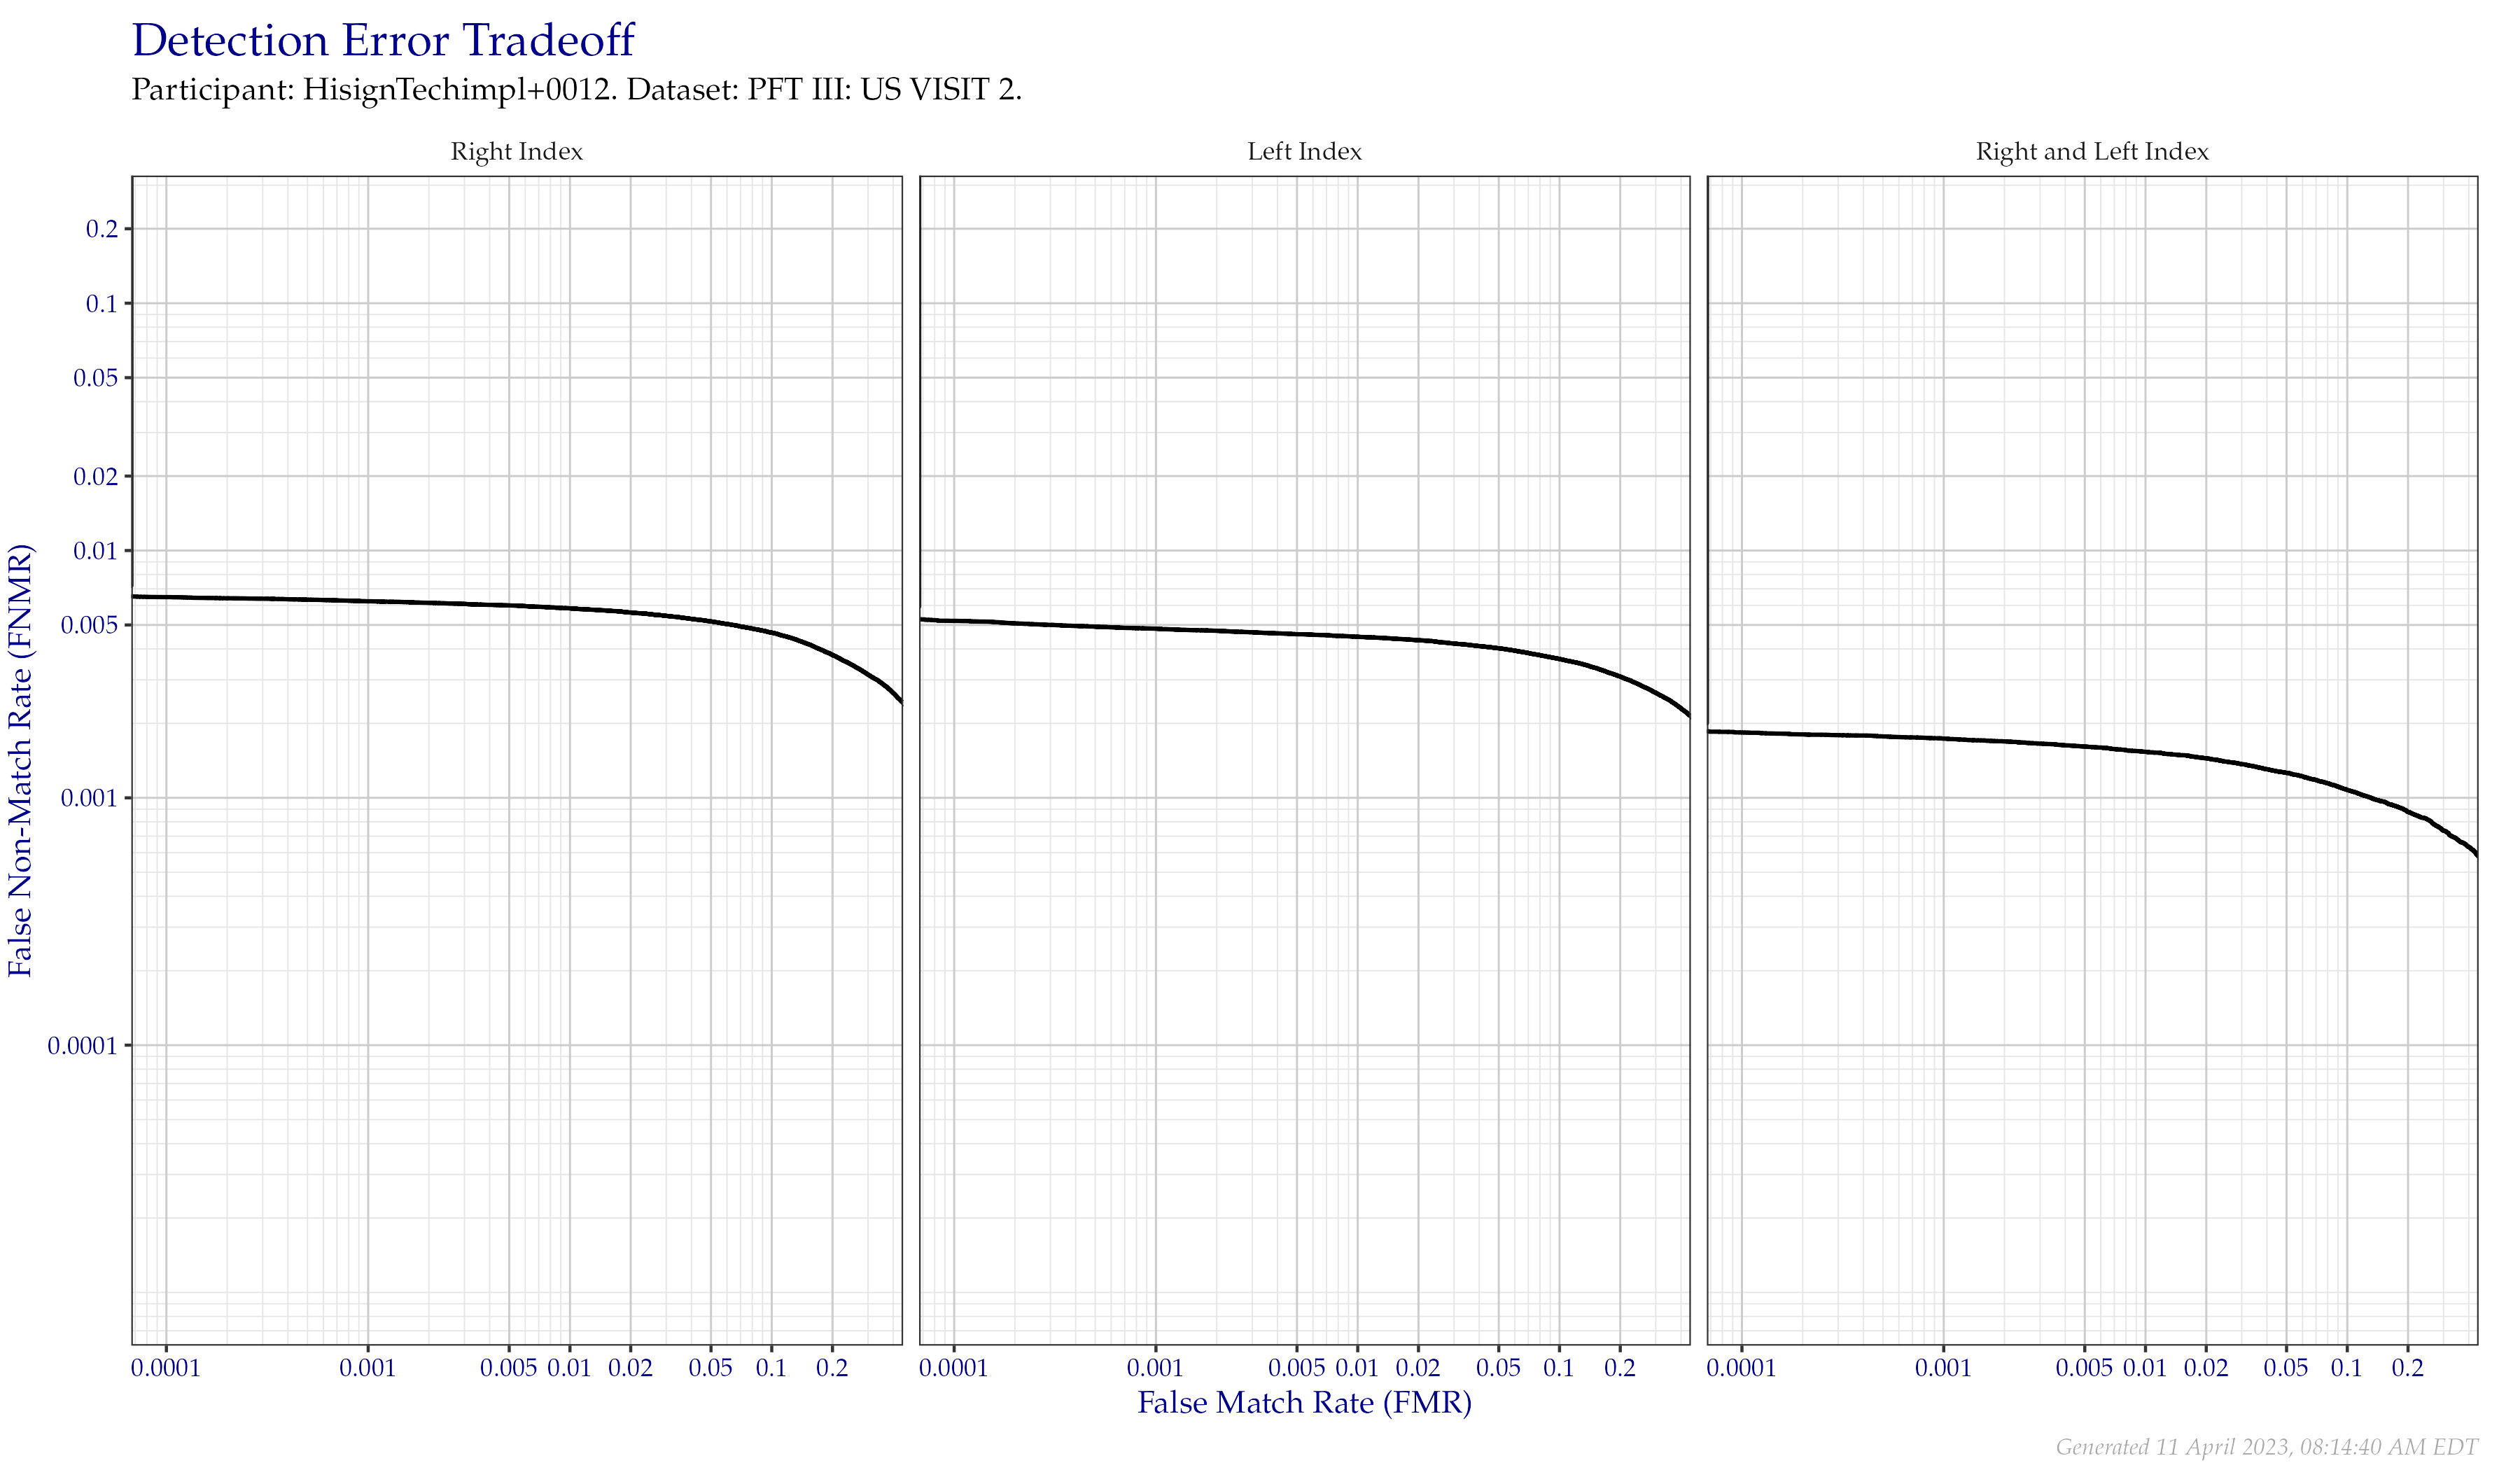 Detection Error Tradeoff
Participant: HisignTechimpl+0012. Dataset: PFT III: US VISIT 2.
Right Index
Left Index
Right and Left Index
False Non-Match Rate (FNMR)
0.2
0.1
0.05
0.02
0.01
0.005
0.001
0.0001
0.0001 0.001 0.005 0.01 0.02 0.05 0.1 0.2
0.0001 0.001 0.005 0.01 0.02 0.05 0.1 0.2
0.0001 0.001 0.005 0.01 0.02 0.05 0.1 0.2
False Match Rate (FMR)
Generated 11 April 2023, 08:14:40 AM EDT